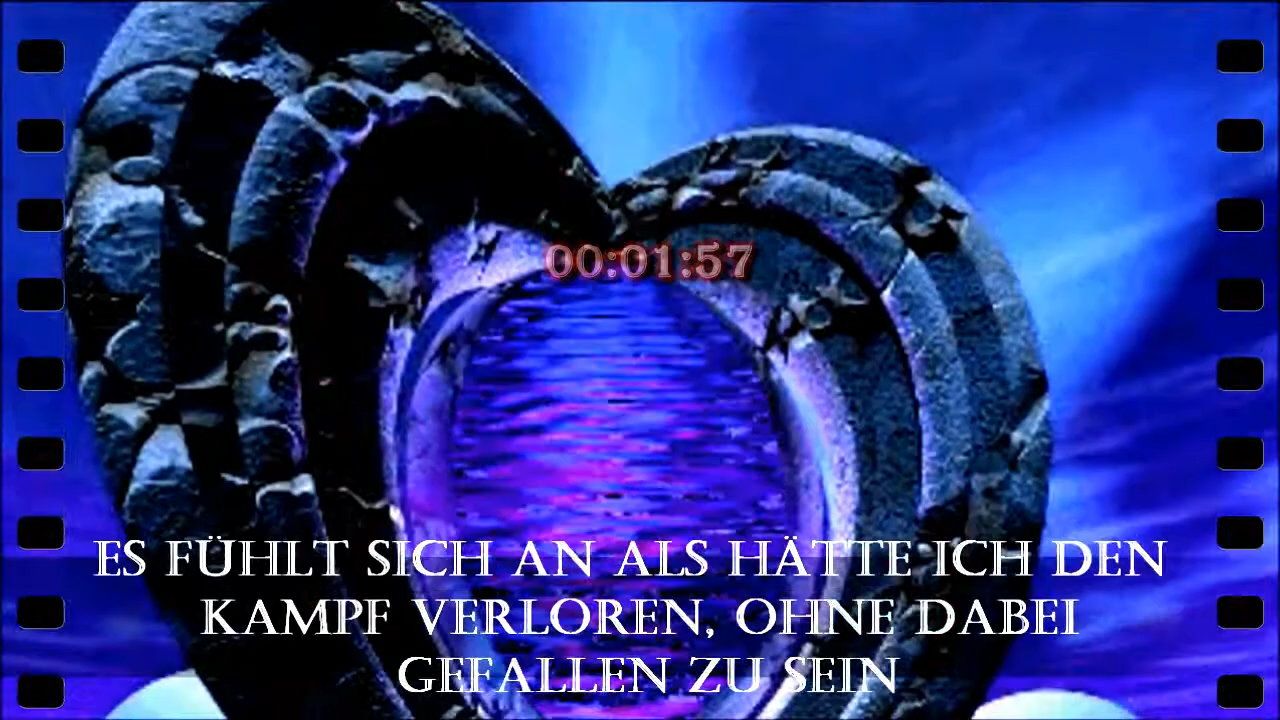 00:01:57
ES FÜHLT SICH AN ALS HÄTTE ICH DEN
KAMPF VERLOREN, OHNE DABEI
GEFALLEN ZU SEIN